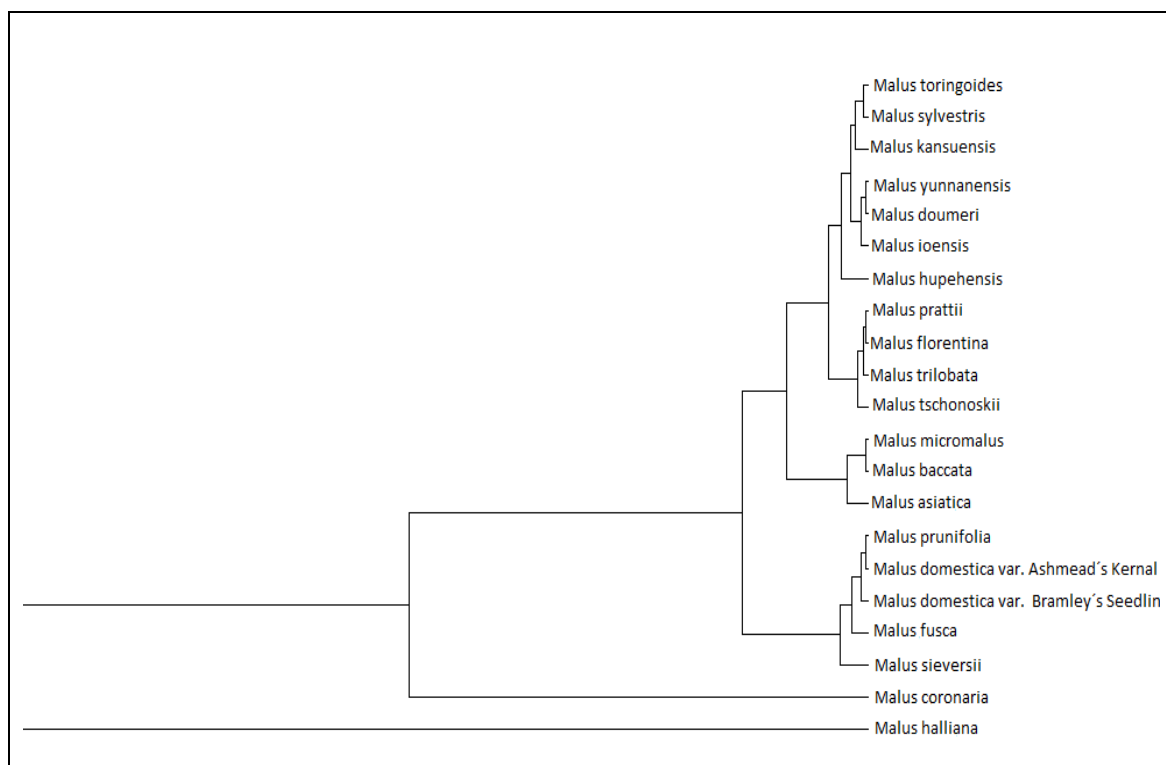 Malus toringoides
Malus sylvestris
Malus kansuensis
Malus yunnanensis
Malus doumeri
Malus ioensis
Malus hupehensis
Malus prattii
Malus florentina
Malus trilobata
Malus tschonoskii
Malus micromalus
Malus baccata
Malus asiatica
Malus prunifolia
Malus domestica var. Ashmead´s Kernal
Malus domestica var. Bramley´s Seedlin
Malus fusca
Malus sieversii
Malus coronaria
Malus halliana